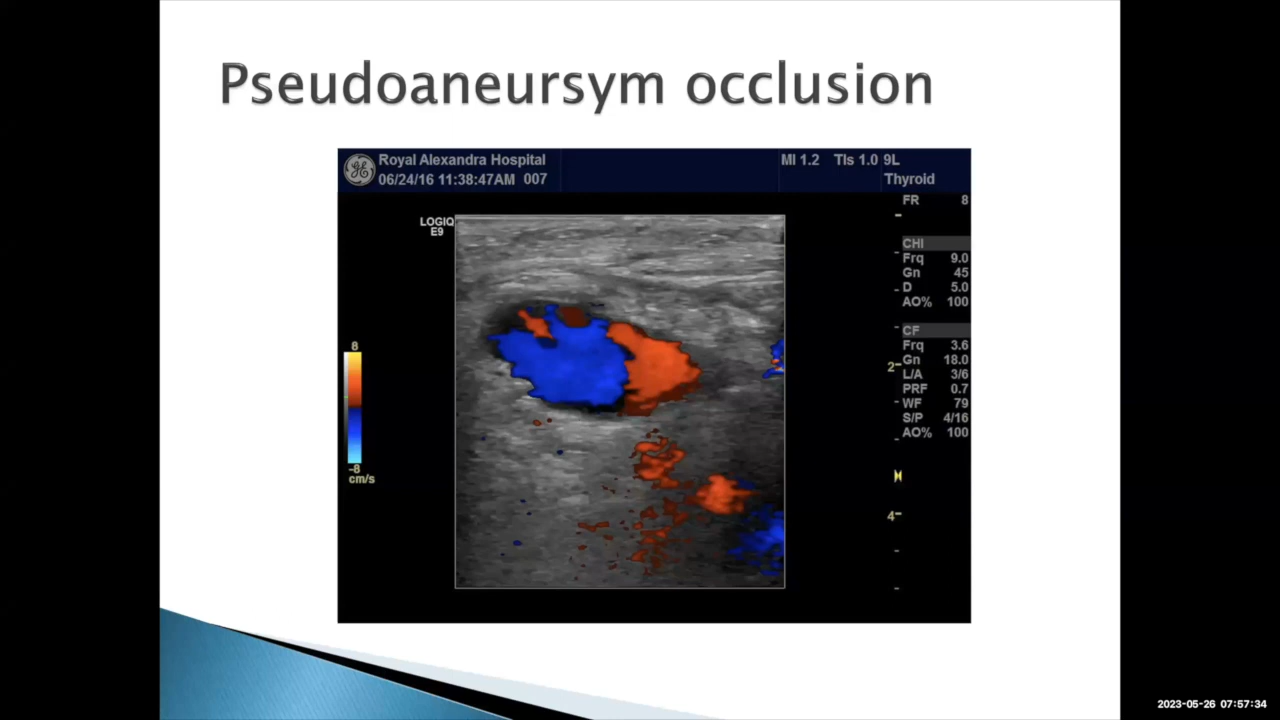 Pseudoaneursym occlusion
GE
Royal Alexandra Hospital
06/24/16 11:38:47AM 007
MI 1.2 TIs 1.0 9L
Thyroid
FR 8
LOGIQ
E9
CHI
Frq 9.0
Gn 45
D 5.0
AO% 100
CF
Frq 3.6
Gn 18.0
L/A 3/6
PRF 0.7
WF 79
S/P 4/16
AO% 100
8
-8
cm/s
2
4
2023-05-26 07:57:34